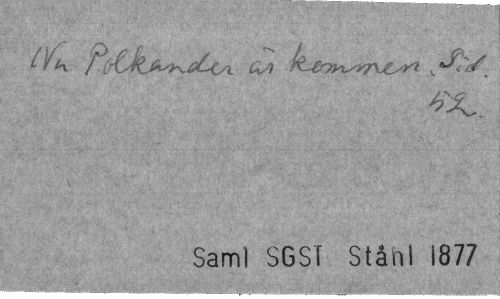 Nu Polkander är kommen. Sid.
52.
Saml SGST Ståhl 1877